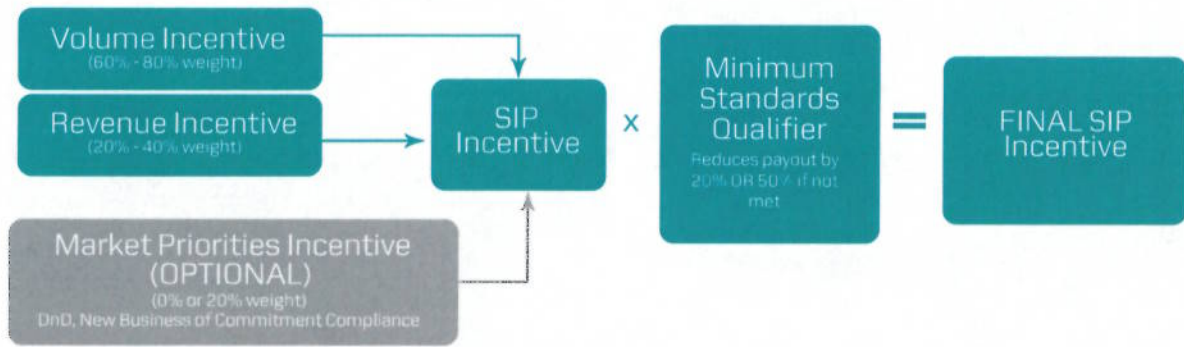 Volume Incentive
(60% - 80% weight)
Revenue Incentive
(20% - 40% weight)
Market Priorities Incentive
(OPTIONAL)
(0% or 20% weight)
DnD, New Business of Commitment Compliance
SIP
Incentive
x
Minimum
Standards
Qualifier
Reduces payout by
20% OR 50% if not
met
=
FINAL SIP
Incentive